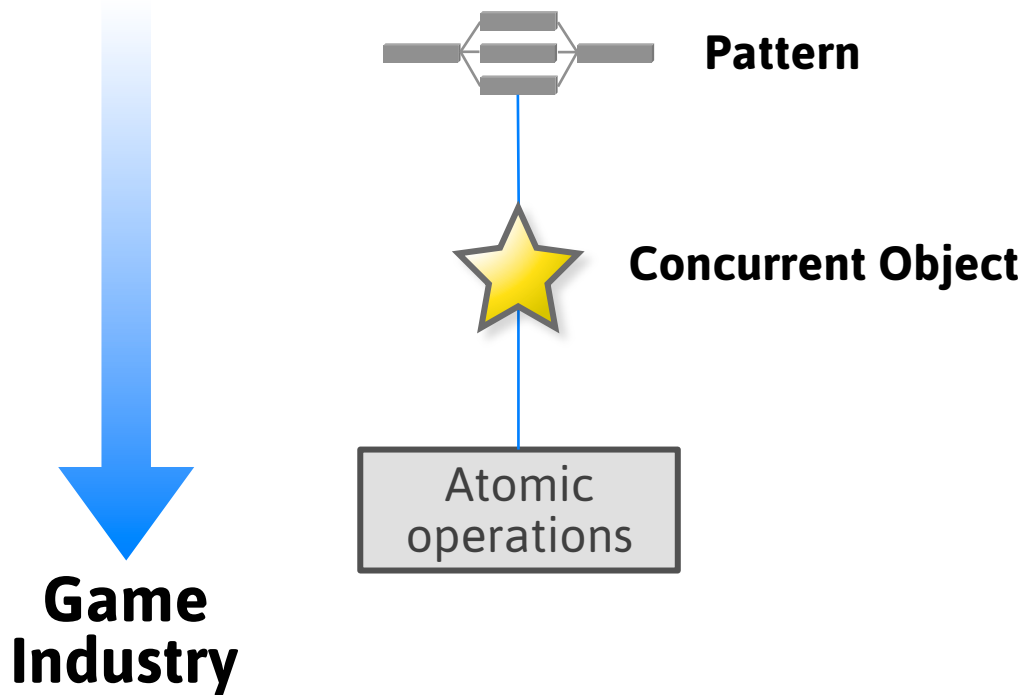 Pattern
Concurrent Object
Atomic
operations
Game
Industry